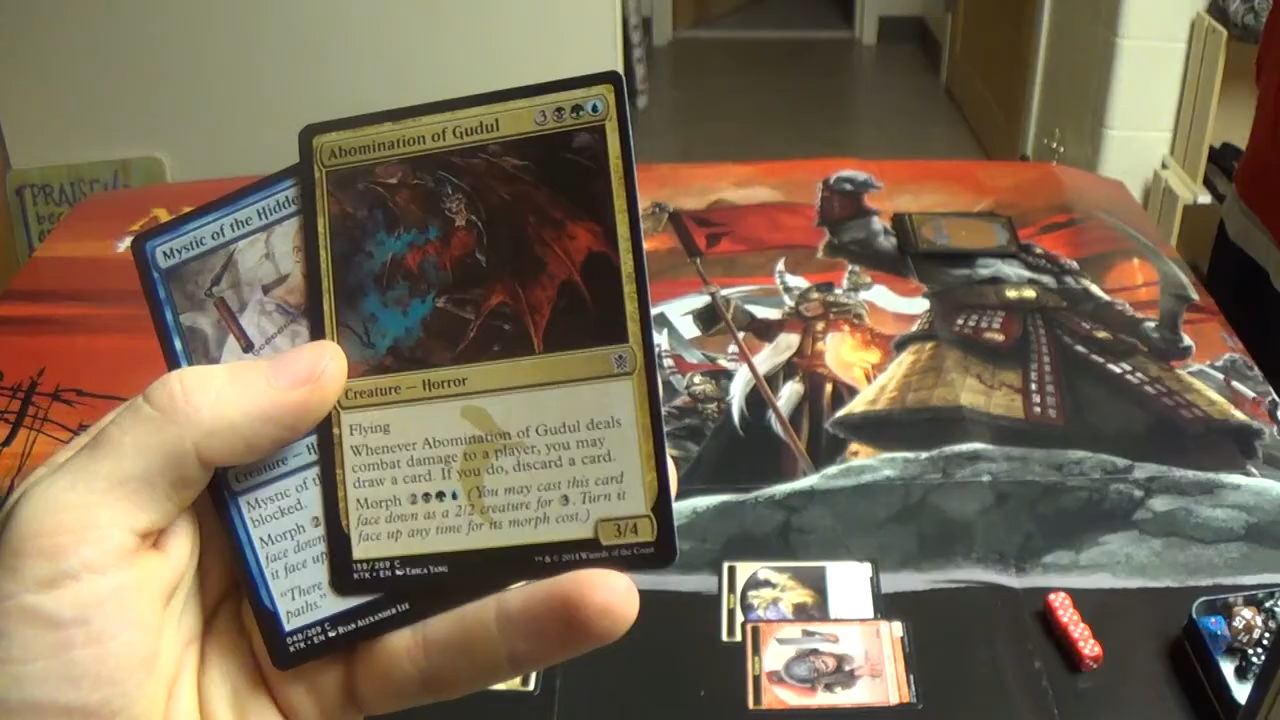 Abomination of Gudul
3
Creature — Horror
Flying
Whenever Abomination of Gudul deals
combat damage to a player, you may
draw a card. If you do, discard a card.
Morph 2 (You may cast this card
face down as a 2/2 creature for 3. Turn it
face up any time for its morph cost.)
3/4
159/269 C
KTK • EN Erica Yang
™ & © 2014 Wizards of the Coast
Mystic of the Hidde
Creature — H
Mystic of t
blocked.
Morph 2
face down
it face up
"There
paths."
048/269 C
KTK • EN Ryan Alexander Lee
PRAISE